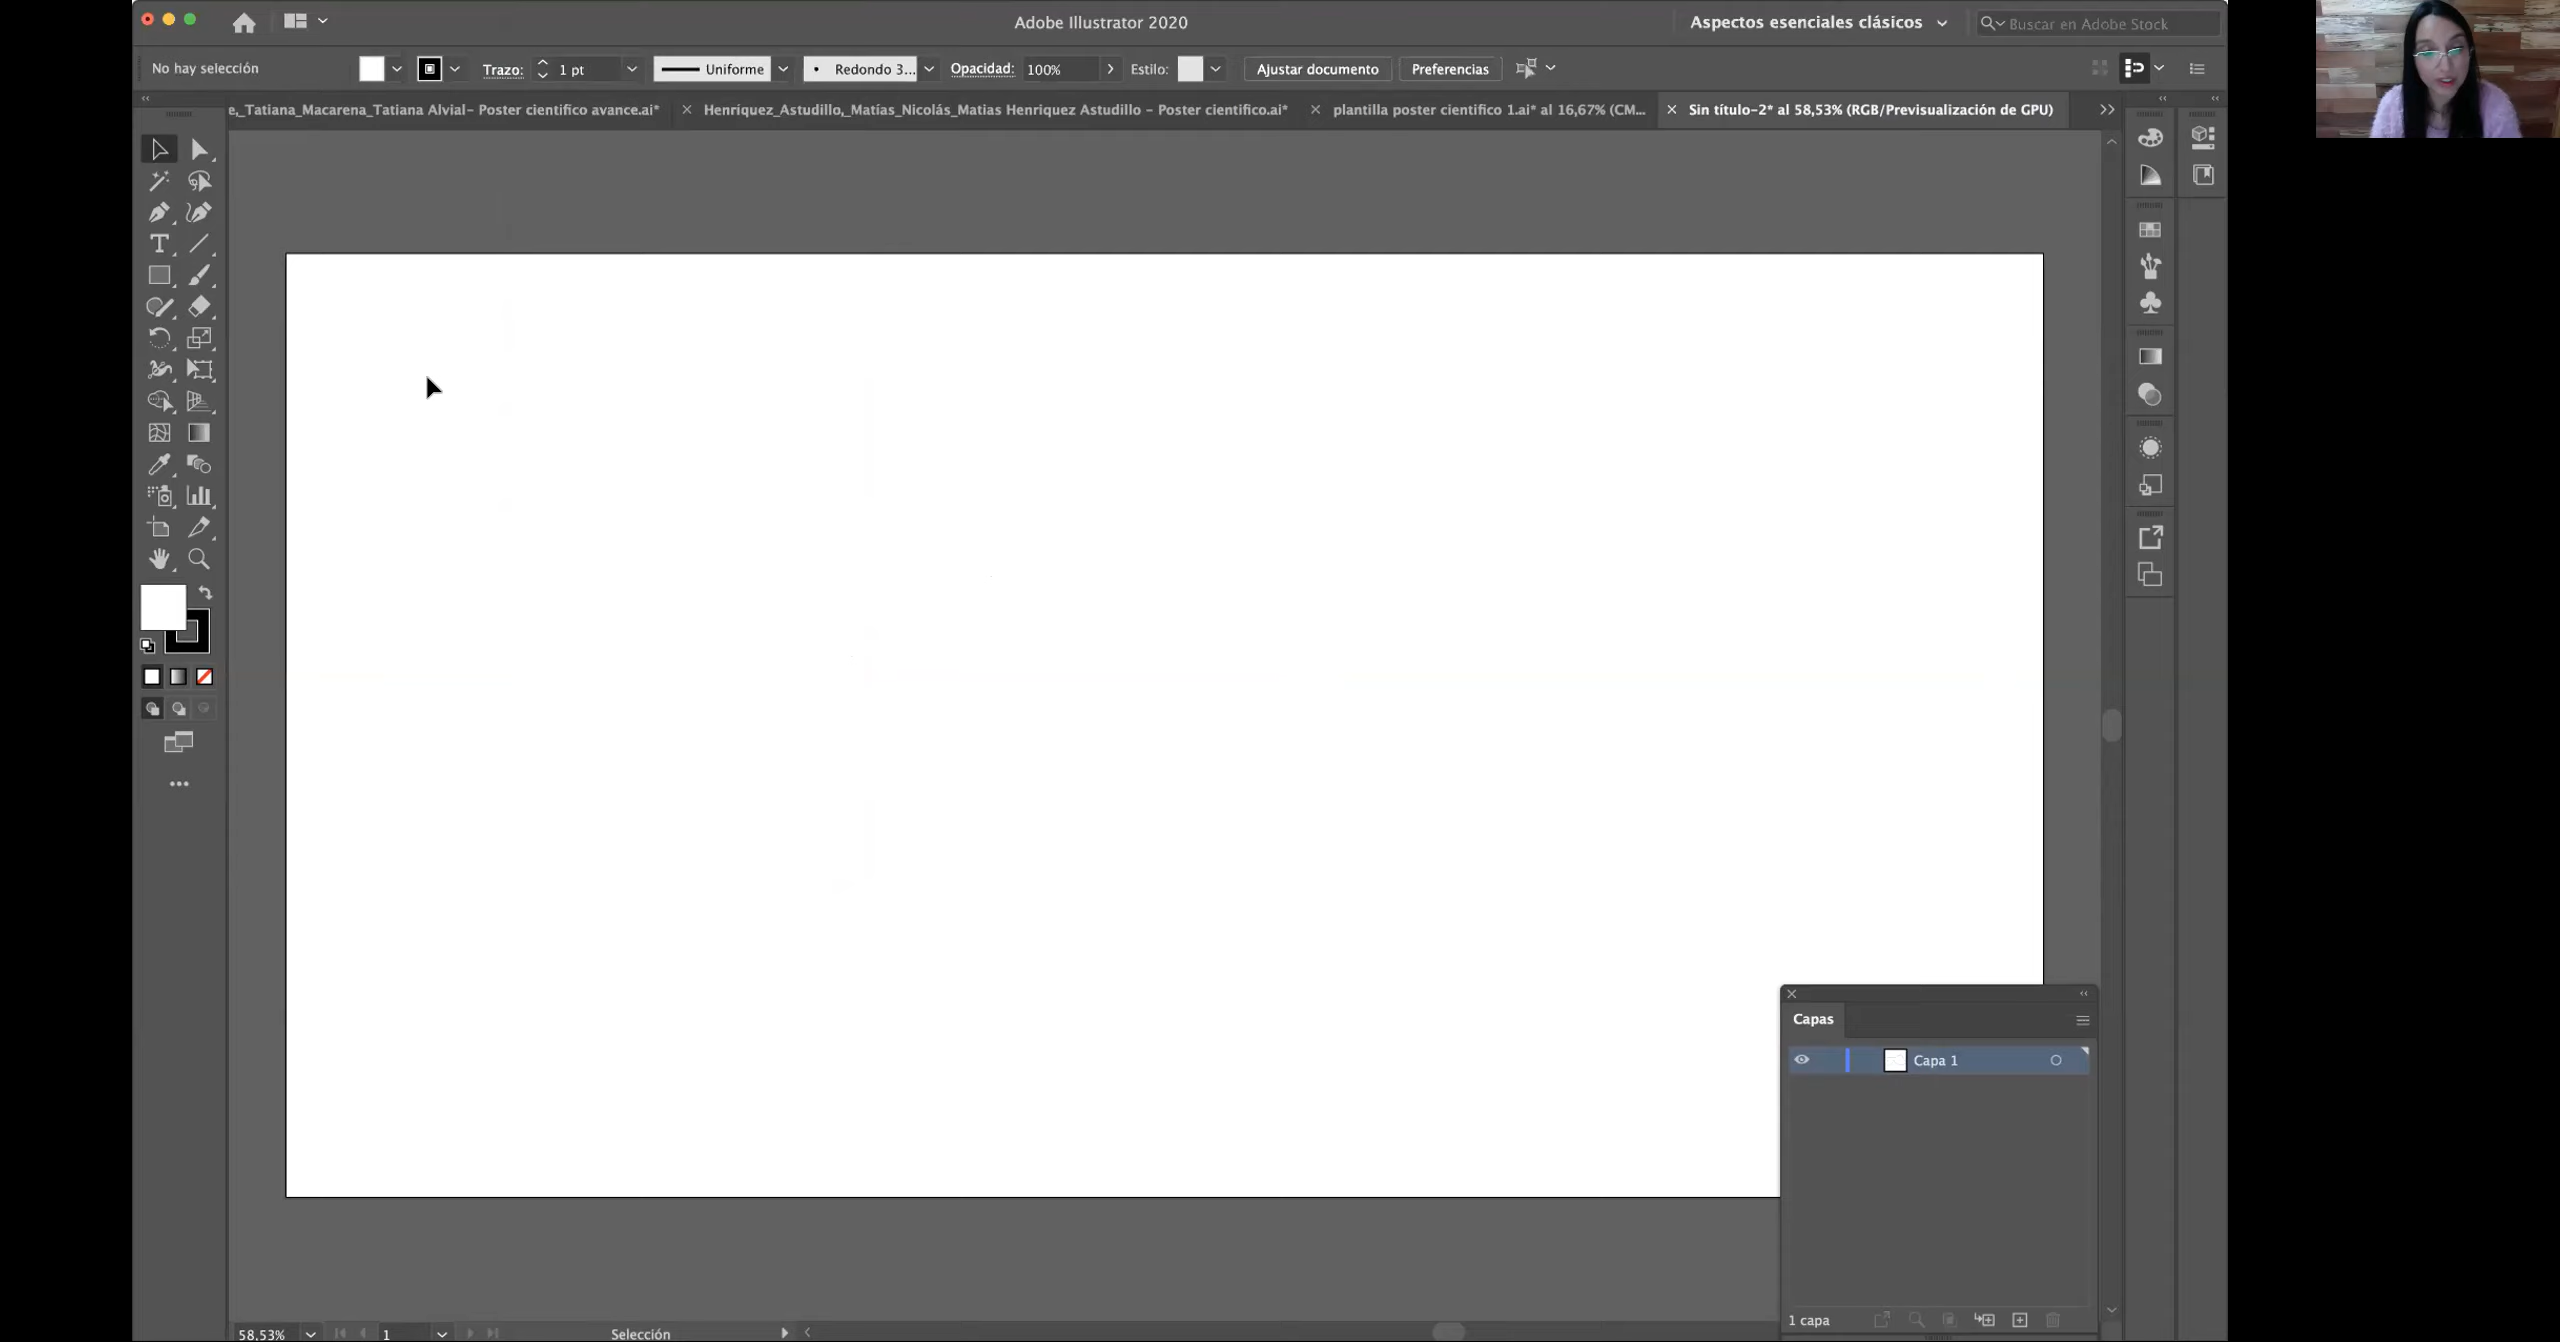 Adobe Illustrator 2020
Aspectos esenciales clásicos
Buscar en Adobe Stock
No hay selección
Trazo: 1 pt
Uniforme
Redondo 3...
Opacidad: 100%
Estilo:
Ajustar documento
Preferencias
e,_Tatiana_Macarena_Tatiana Alvial- Poster cientifico avance.ai*
Henríquez_Astudillo,_Matías_Nicolás_Matias Henriquez Astudillo - Poster cientifico.ai*
plantilla poster cientifico 1.ai* al 16,67% (CM...
Sin título-2* al 58,53% (RGB/Previsualización de GPU)
Capas
Capa 1
1 capa
58,53%
1
Selección